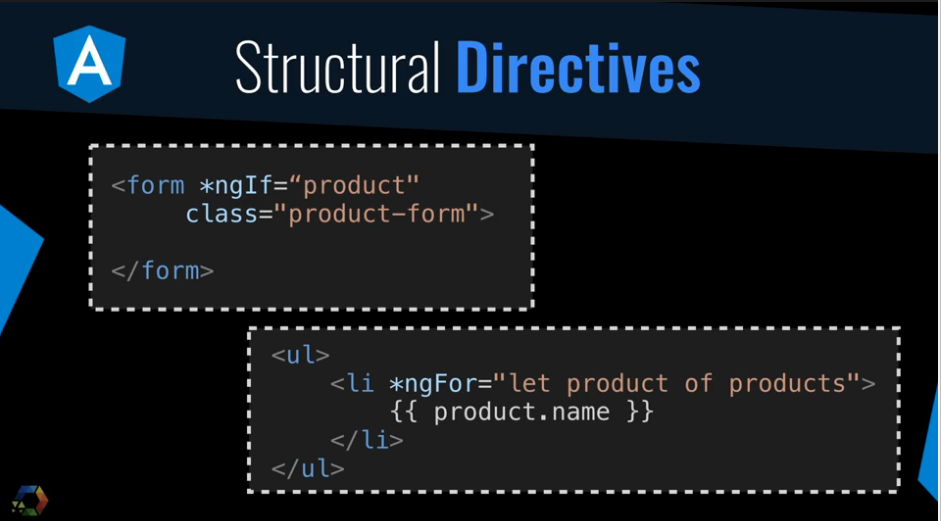 Structural Directives
<form *ngIf=“product"
class="product-form">
</form>
<ul>
<li *ngFor="let product of products">
{{ product.name }}
</li>
</ul>